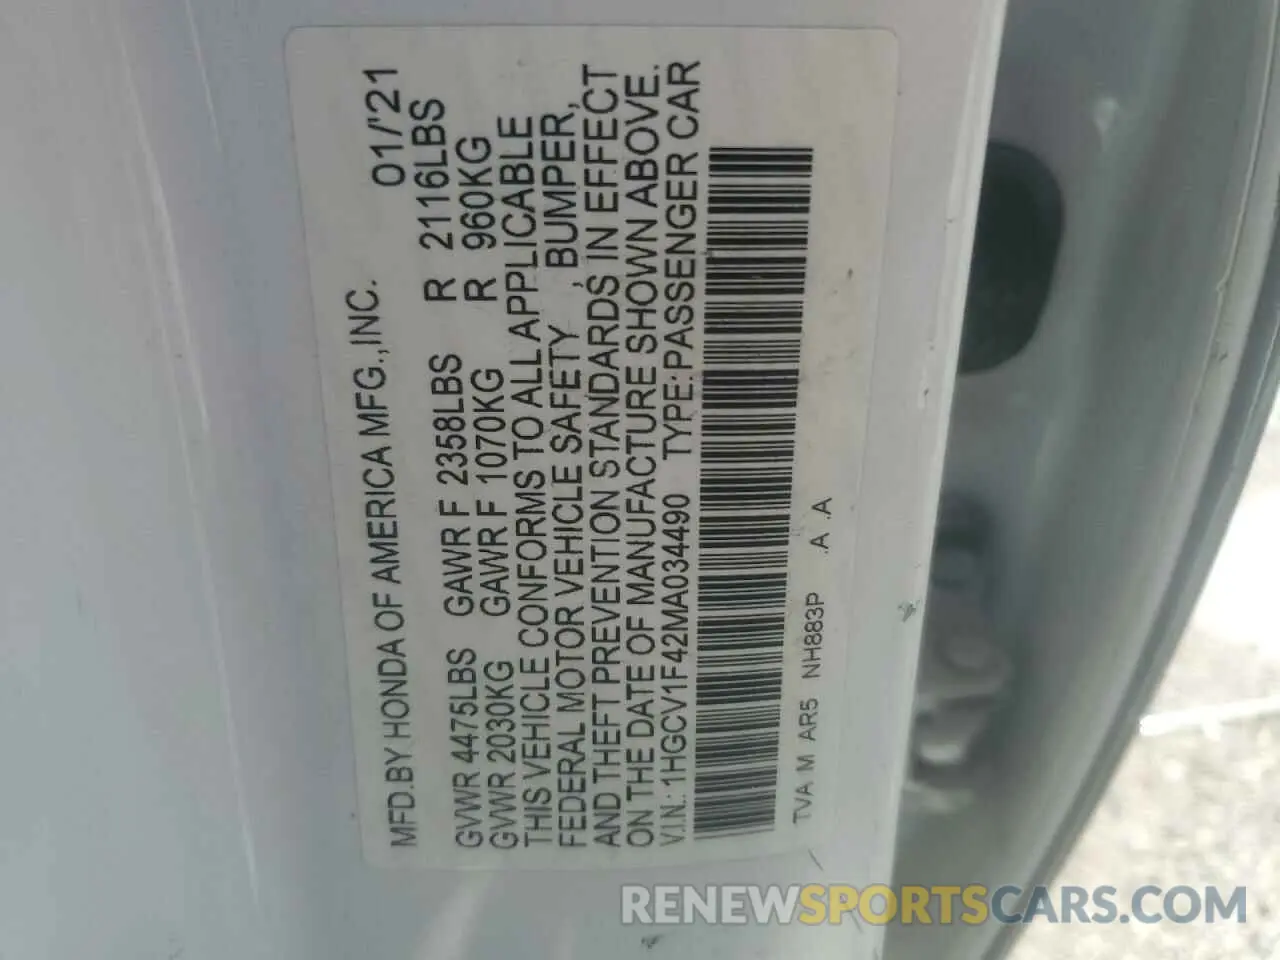 MFD.BY HONDA OF AMERICA MFG.,INC. 01/'21
GVWR 4475LBS GAWR F 2358LBS R 2116LBS
GVWR 2030KG GAWR F 1070KG R 960KG
THIS VEHICLE CONFORMS TO ALL APPLICABLE
FEDERAL MOTOR VEHICLE SAFETY , BUMPER,
AND THEFT PREVENTION STANDARDS IN EFFECT
ON THE DATE OF MANUFACTURE SHOWN ABOVE.
V.I.N.: 1HGCV1F42MA034490 TYPE:PASSENGER CAR
TVA M AR5 NH883P .A .A
RENEWSPORTSCARS.COM